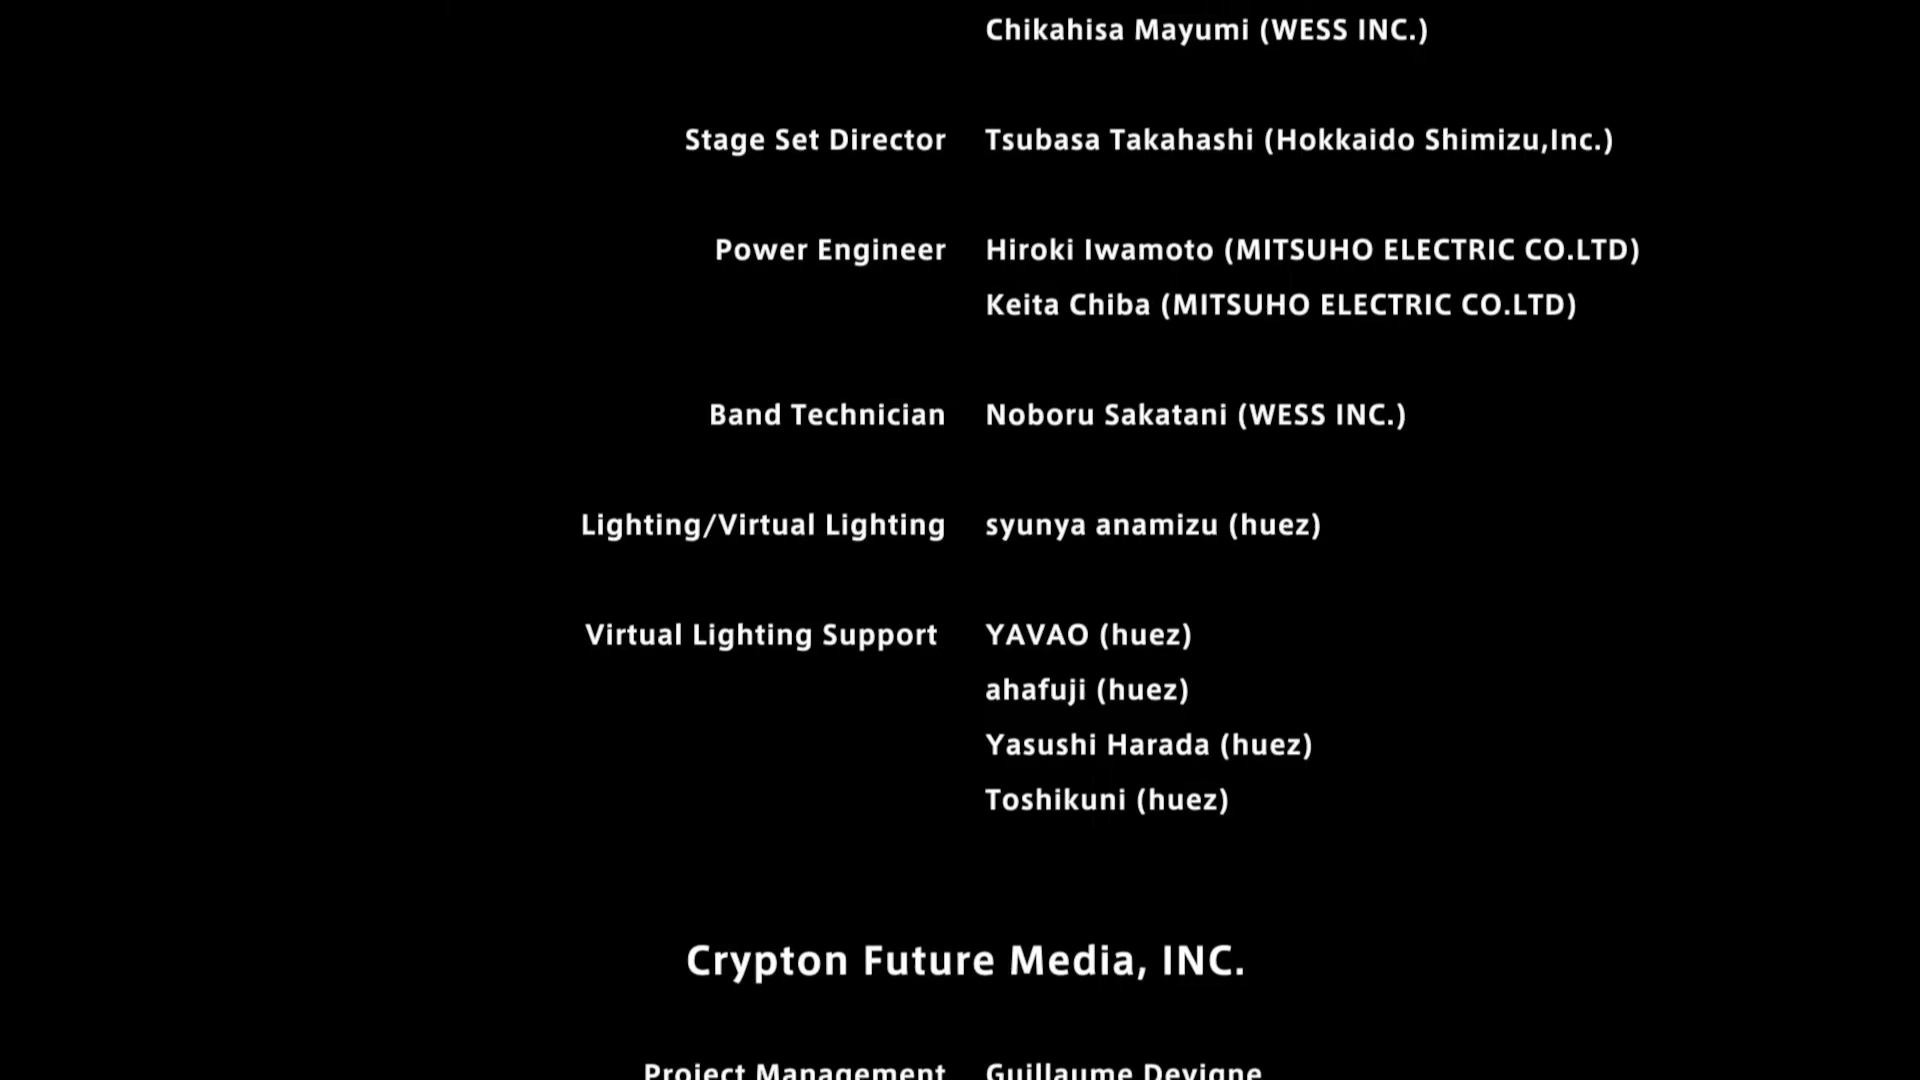 Chikahisa Mayumi (WESS INC.)
Stage Set Director Tsubasa Takahashi (Hokkaido Shimizu,Inc.)
Power Engineer Hiroki Iwamoto (MITSUHO ELECTRIC CO.LTD)
Keita Chiba (MITSUHO ELECTRIC CO.LTD)
Band Technician Noboru Sakatani (WESS INC.)
Lighting/Virtual Lighting syunya anamizu (huez)
Virtual Lighting Support YAVAO (huez)
ahafuji (huez)
Yasushi Harada (huez)
Toshikuni (huez)
Crypton Future Media, INC.
Project Management Guillaume Devigne